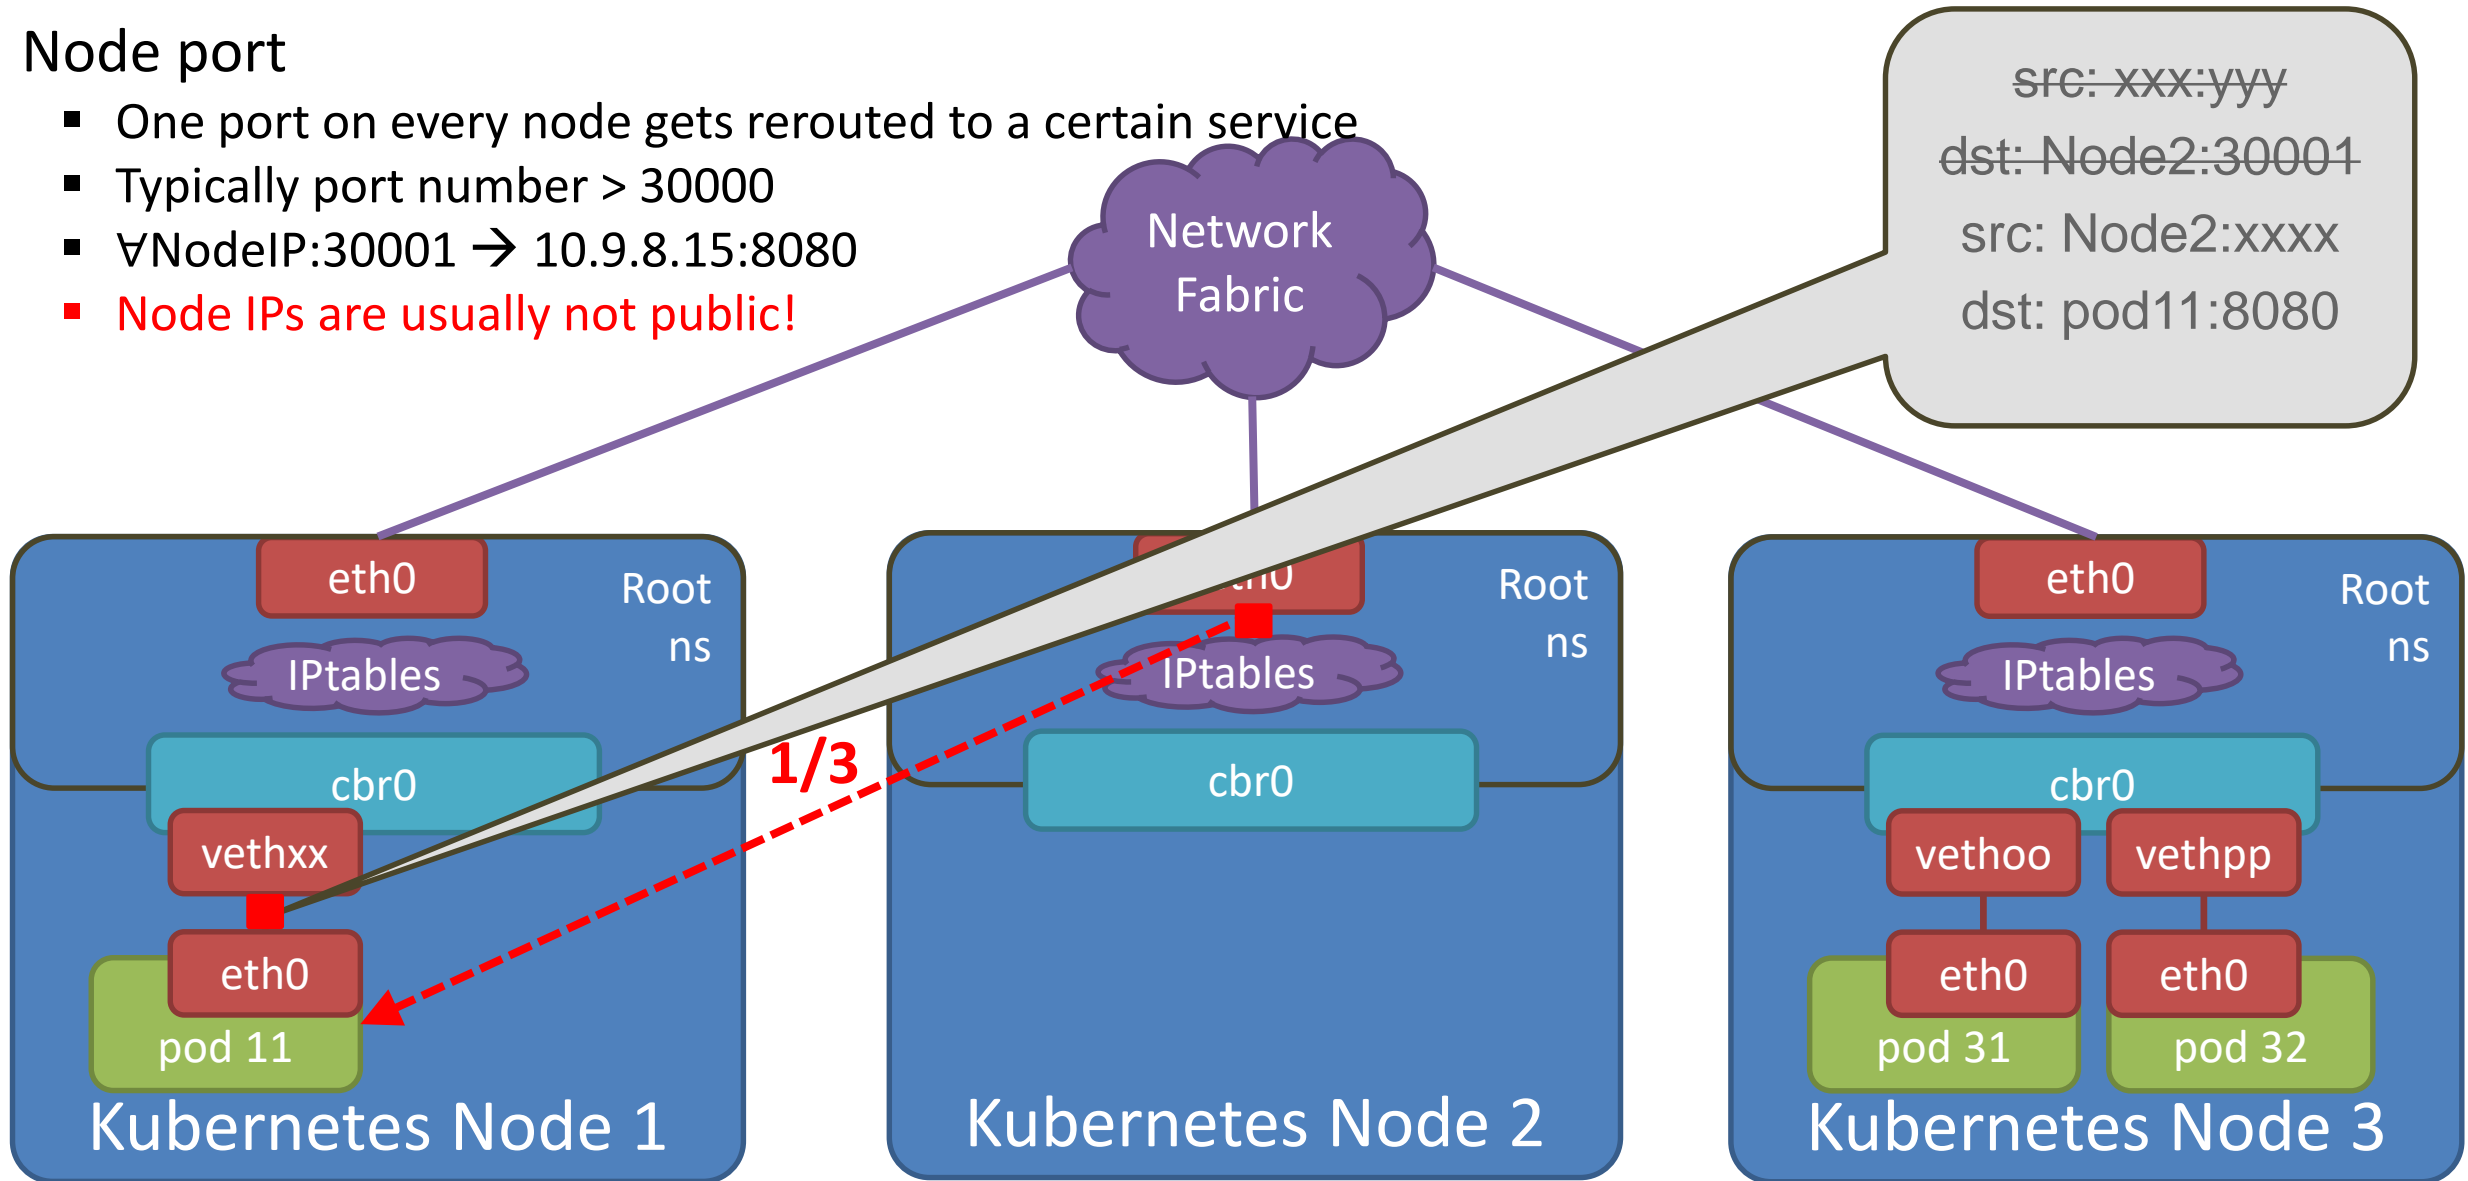 Node port
One port on every node gets rerouted to a certain service
Typically port number > 30000
∀NodeIP:30001 → 10.9.8.15:8080
Node IPs are usually not public!
Network
Fabric
src: xxx:yyy
dst: Node2:30001
src: Node2:xxxx
dst: pod11:8080
eth0
Root
ns
IPtables
cbr0
vethxx
eth0
pod 11
Kubernetes Node 1
1/3
Root
ns
IPtables
cbr0
Kubernetes Node 2
eth0
Root
ns
IPtables
cbr0
vethoo
vethpp
eth0
eth0
pod 31
pod 32
Kubernetes Node 3